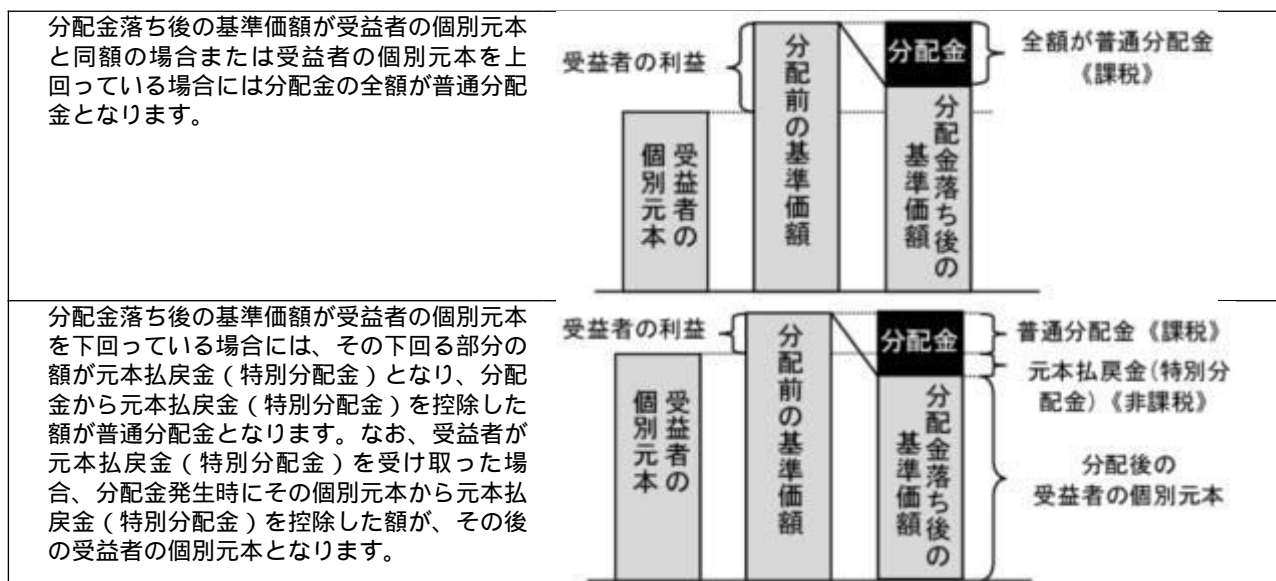 分配金落ち後の基準価額が受益者の個別元本
と同額の場合または受益者の個別元本を上
回っている場合には分配金の全額が普通分配
金となります。
受益者の利益
受益者の
個別元本
分配前の基準価額
分配金
分配金落ち後の
基準価額
全額が普通分配金
《課税》
分配金落ち後の基準価額が受益者の個別元本
を下回っている場合には、その下回る部分の
額が元本払戻金（特別分配金）となり、分配
金から元本払戻金（特別分配金）を控除した
額が普通分配金となります。なお、受益者が
元本払戻金（特別分配金）を受け取った場
合、分配金発生時にその個別元本から元本払
戻金（特別分配金）を控除した額が、その後
の受益者の個別元本となります。
受益者の利益
受益者の
個別元本
分配前の基準価額
分配金
分配金落ち後の
基準価額
普通分配金《課税》
元本払戻金(特別分
配金)《非課税》
分配後の
受益者の個別元本